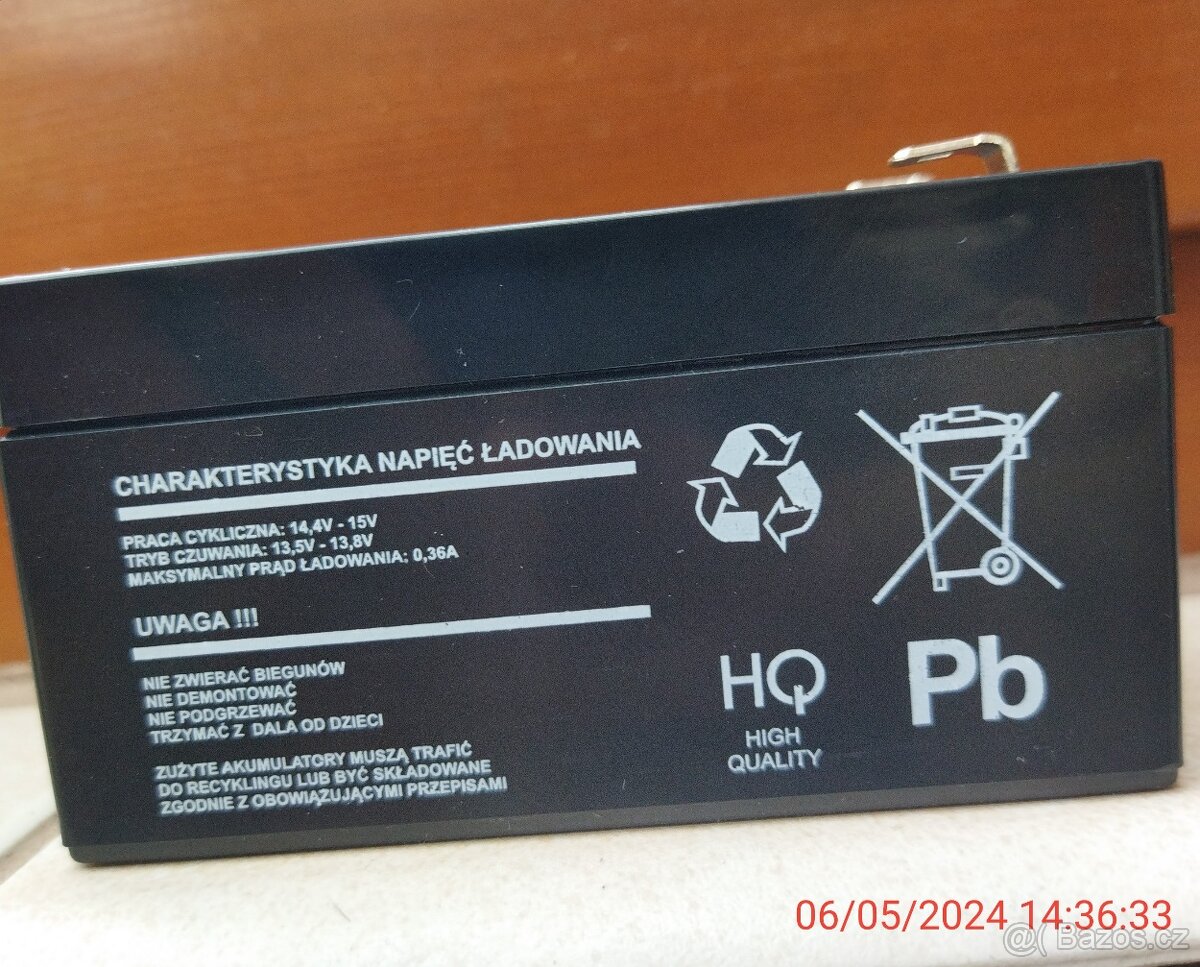 CHARAKTERYSTYKA NAPIĘĆ ŁADOWANIA
PRACA CYKLICZNA: 14,4V - 15V
TRYB CZUWANIA: 13,5V - 13,8V
MAKSYMALNY PRĄD ŁADOWANIA: 0,36A
UWAGA !!!
NIE ZWIERAĆ BIEGUNÓW
NIE DEMONTOWAĆ
NIE PODGRZEWAĆ
TRZYMAĆ Z DALA OD DZIECI
ZUŻYTE AKUMULATORY MUSZĄ TRAFIĆ
DO RECYKLINGU LUB BYĆ SKŁADOWANE
ZGODNIE Z OBOWIĄZUJĄCYMI PRZEPISAMI
HQ
HIGH
QUALITY
Pb
06/05/2024 14:36:33
@( Bazos.cz